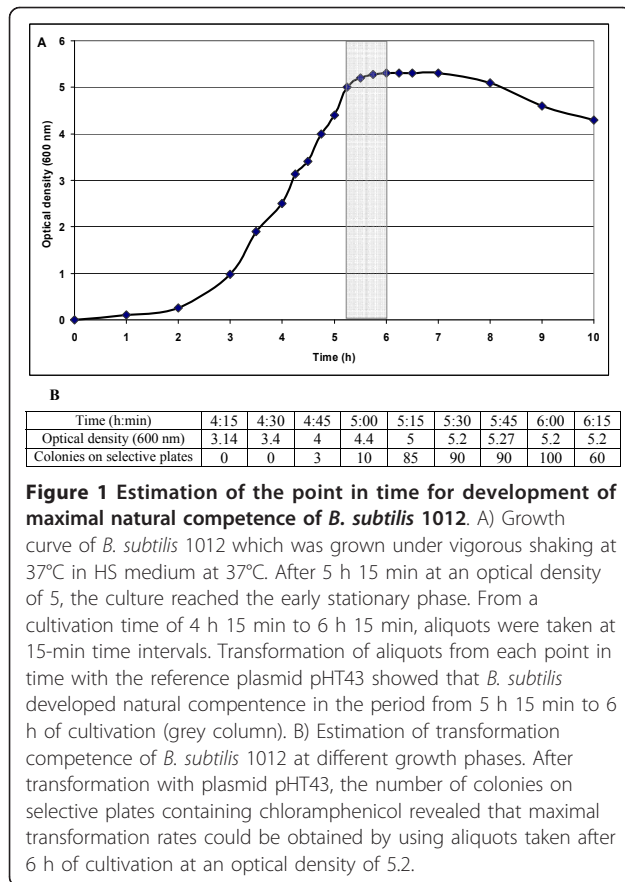 A
Optical density (600 nm)
6
5
4
3
2
1
0
0 1 2 3 4 5 6 7 8 9 10
Time (h)
B
Time (h:min) 4:15 4:30 4:45 5:00 5:15 5:30 5:45 6:00 6:15
Optical density (600 nm) 3.14 3.4 4 4.4 5 5.2 5.27 5.2 5.2
Colonies on selective plates 0 0 3 10 85 90 90 100 60
Figure 1 Estimation of the point in time for development of
maximal natural competence of B. subtilis 1012. A) Growth
curve of B. subtilis 1012 which was grown under vigorous shaking at
37°C in HS medium at 37°C. After 5 h 15 min at an optical density
of 5, the culture reached the early stationary phase. From a
cultivation time of 4 h 15 min to 6 h 15 min, aliquots were taken at
15-min time intervals. Transformation of aliquots from each point in
time with the reference plasmid pHT43 showed that B. subtilis
developed natural compentence in the period from 5 h 15 min to 6
h of cultivation (grey column). B) Estimation of transformation
competence of B. subtilis 1012 at different growth phases. After
transformation with plasmid pHT43, the number of colonies on
selective plates containing chloramphenicol revealed that maximal
transformation rates could be obtained by using aliquots taken after
6 h of cultivation at an optical density of 5.2.